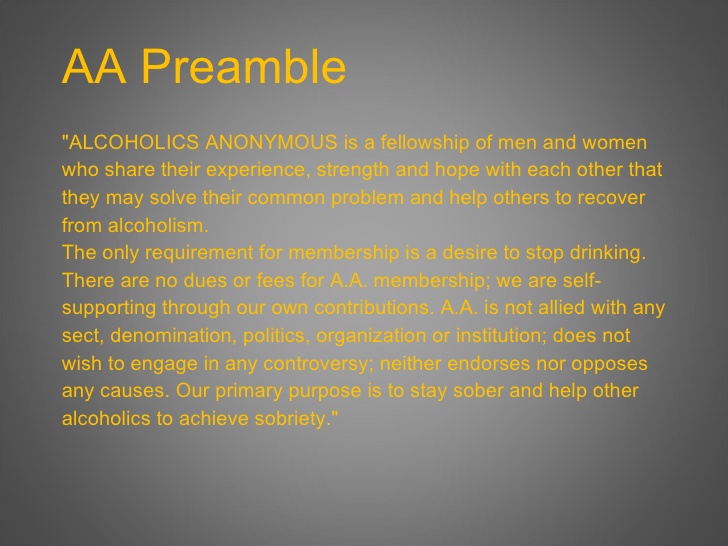 AA Preamble
"ALCOHOLICS ANONYMOUS is a fellowship of men and women
who share their experience, strength and hope with each other that
they may solve their common problem and help others to recover
from alcoholism.
The only requirement for membership is a desire to stop drinking.
There are no dues or fees for A.A. membership; we are self-
supporting through our own contributions. A.A. is not allied with any
sect, denomination, politics, organization or institution; does not
wish to engage in any controversy; neither endorses nor opposes
any causes. Our primary purpose is to stay sober and help other
alcoholics to achieve sobriety."